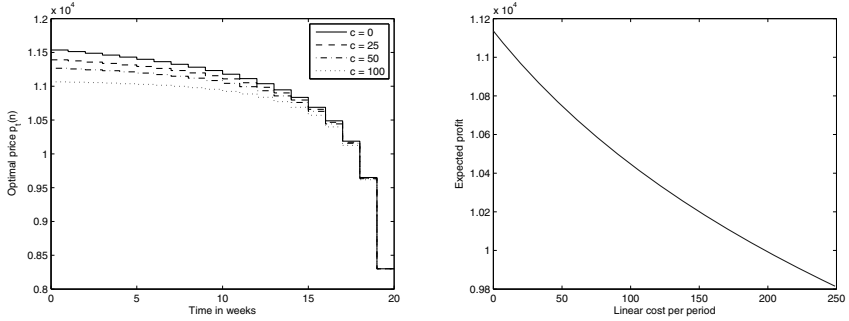 x 10^4
1.2
1.15
1.1
1.05
1
0.95
0.9
0.85
0.8
0 5 10 15 20
Time in weeks
Optimal price p_t(n)
c = 0
c = 25
c = 50
c = 100
x 10^4
1.12
1.1
1.08
1.06
1.04
1.02
1
0.98
0 50 100 150 200 250
Linear cost per period
Expected profit